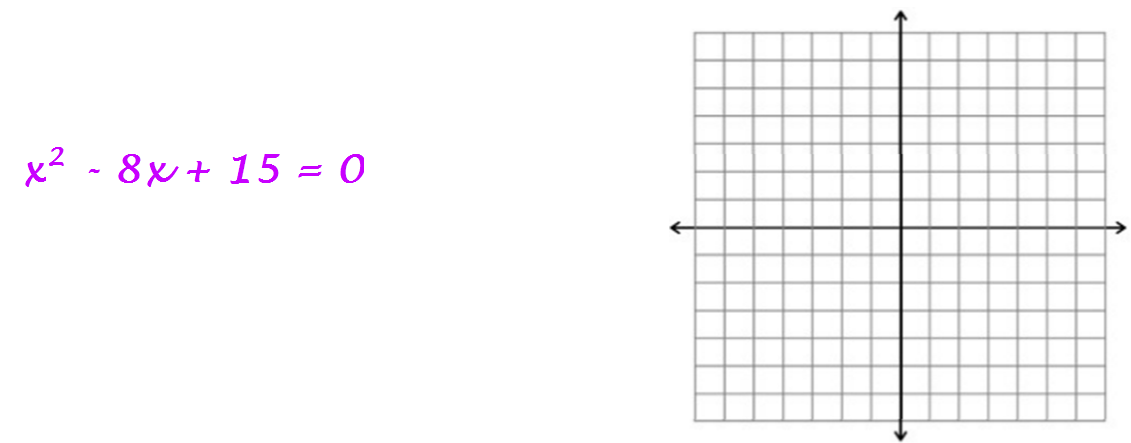 x² - 8x + 15 = 0